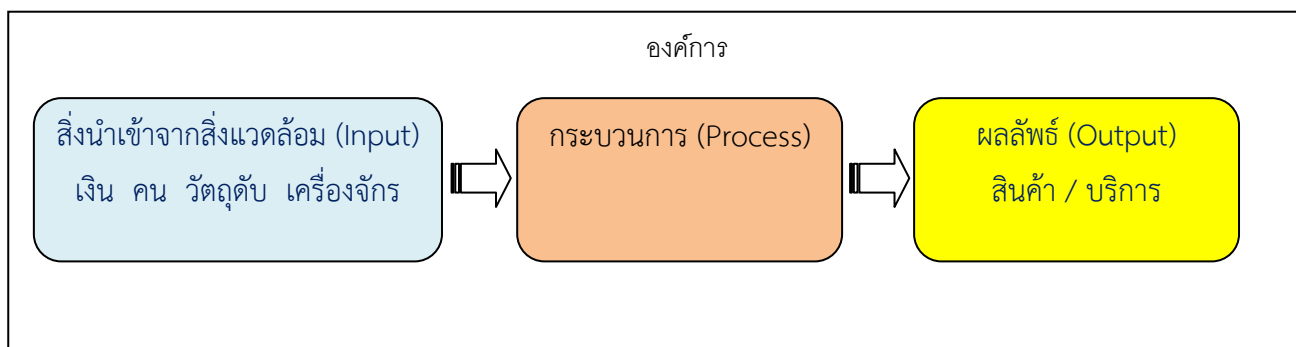 องค์การ
สิ่งนำเข้าจากสิ่งแวดล้อม (Input)
เงิน คน วัตถุดับ เครื่องจักร
กระบวนการ (Process)
ผลลัพธ์ (Output)
สินค้า / บริการ